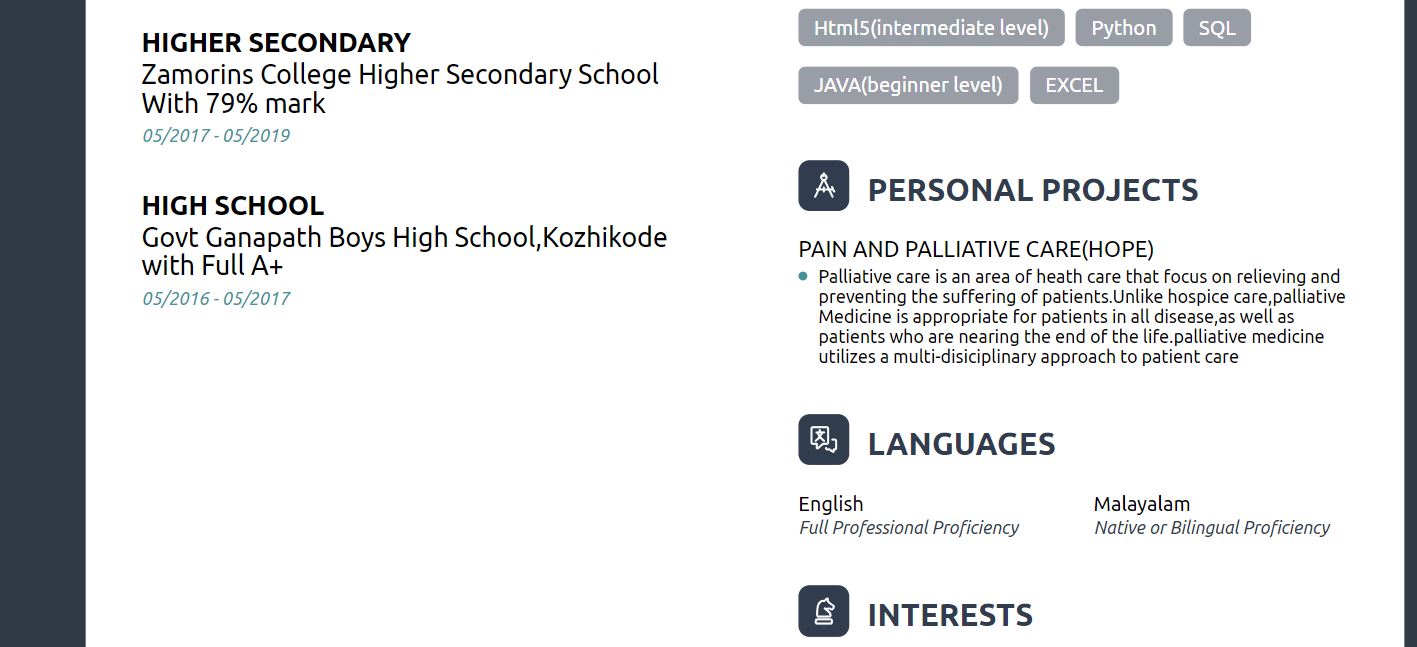 HIGHER SECONDARY
Zamorins College Higher Secondary School
With 79% mark
05/2017 - 05/2019
HIGH SCHOOL
Govt Ganapath Boys High School,Kozhikode
with Full A+
05/2016 - 05/2017
Html5(intermediate level) Python SQL
JAVA(beginner level) EXCEL
PERSONAL PROJECTS
PAIN AND PALLIATIVE CARE(HOPE)
Palliative care is an area of heath care that focus on relieving and
preventing the suffering of patients.Unlike hospice care,palliative
Medicine is appropriate for patients in all disease,as well as
patients who are nearing the end of the life.palliative medicine
utilizes a multi-disiciplinary approach to patient care
LANGUAGES
English
Full Professional Proficiency
Malayalam
Native or Bilingual Proficiency
INTERESTS